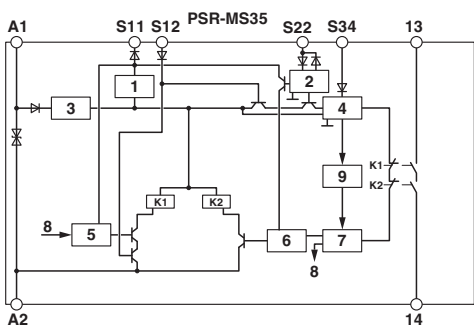 PSR-MS35
A1 S11 S12 S22 S34 13
1 2
3 4
K1
K2
9
K1 K2
8 5 6 7
8
A2 14